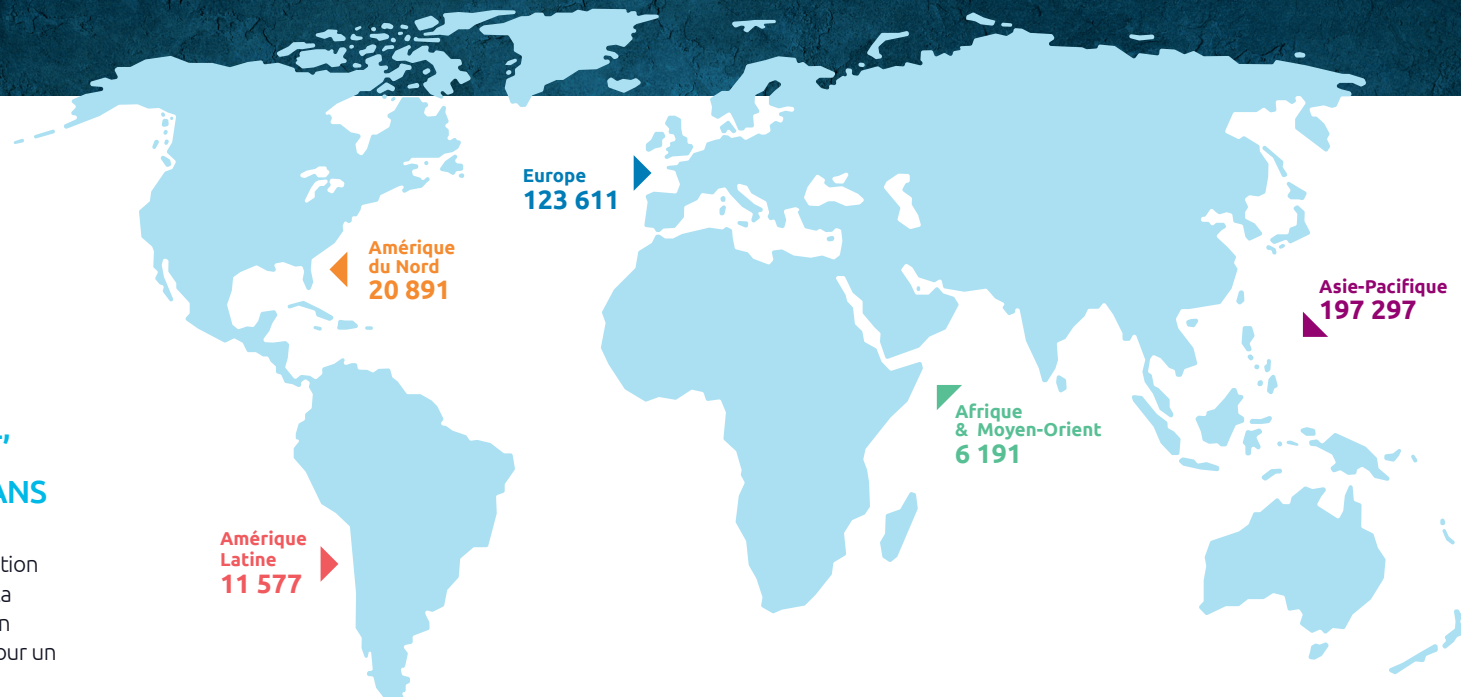 Europe
123 611
Amérique
du Nord
20 891
Asie-Pacifique
197 297
Afrique
& Moyen-Orient
6 191
Amérique
Latine
11 577
ANS
tion
our un